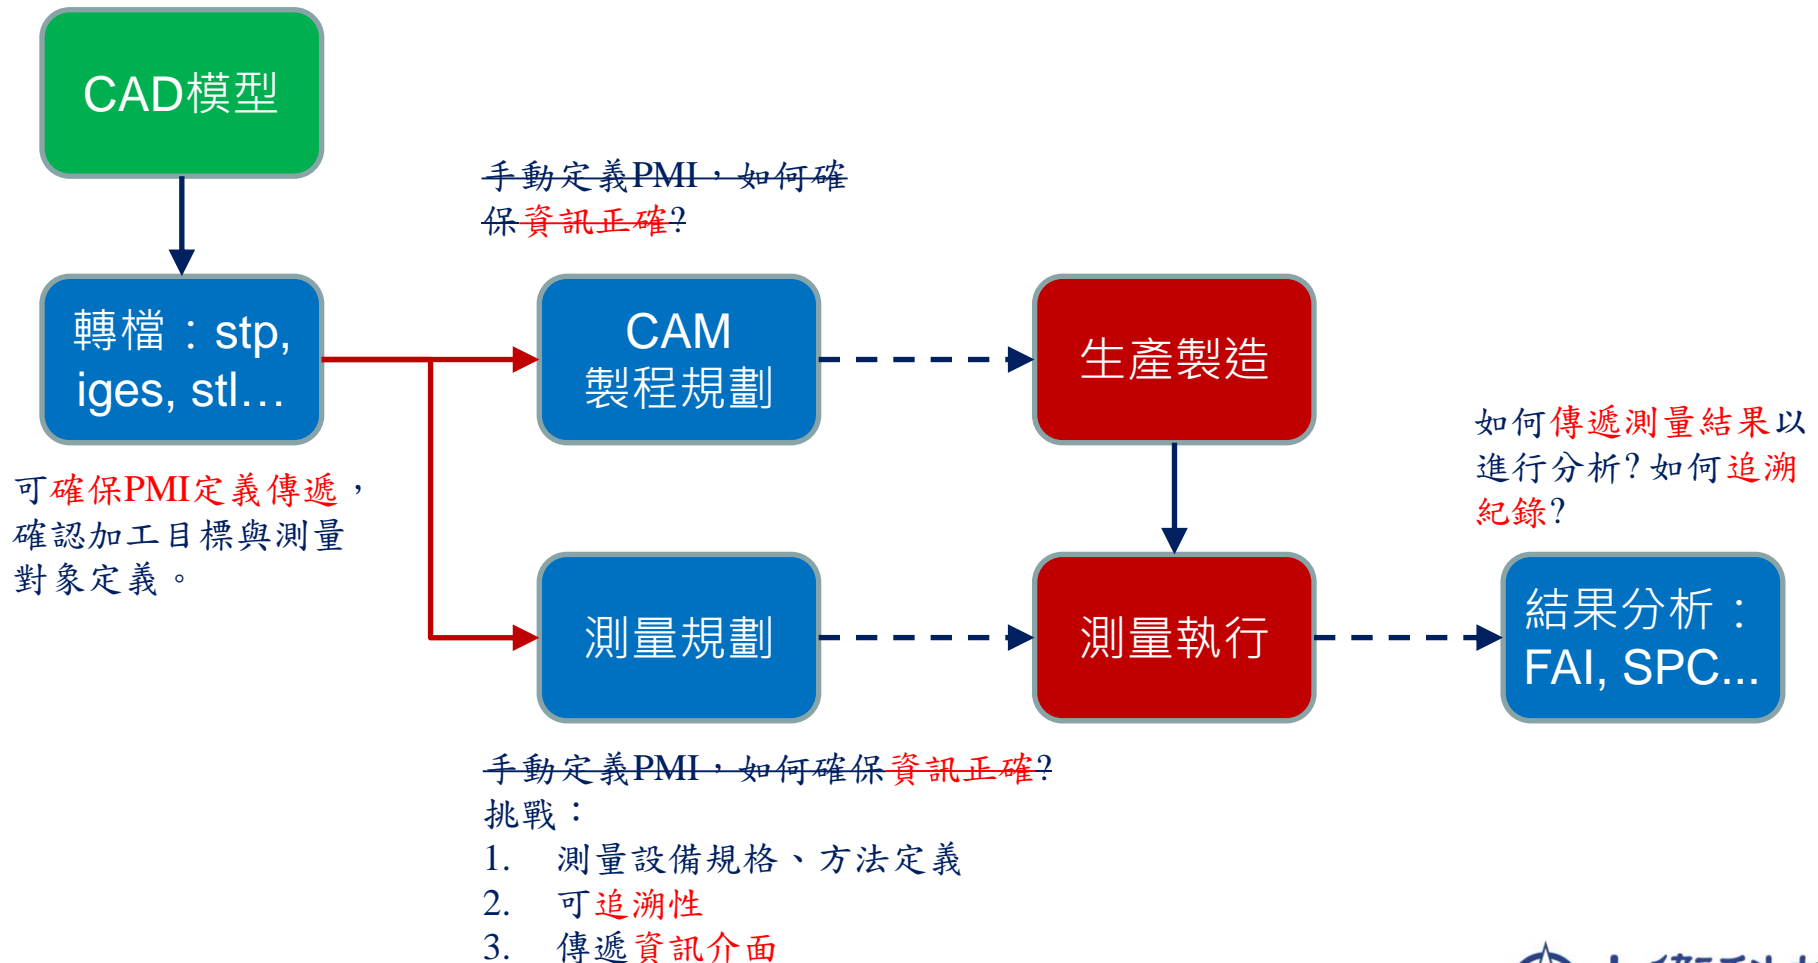 CAD模型
手動定義PMI，如何確
保資訊正確?
轉檔：stp,
iges, stl…
CAM
製程規劃
生產製造
可確保PMI定義傳遞，
確認加工目標與測量
對象定義。
如何傳遞測量結果以
進行分析? 如何追溯
紀錄?
測量規劃
測量執行
結果分析：
FAI, SPC...
手動定義PMI，如何確保資訊正確?
挑戰：
1. 測量設備規格、方法定義
2. 可追溯性
3. 傳遞資訊介面